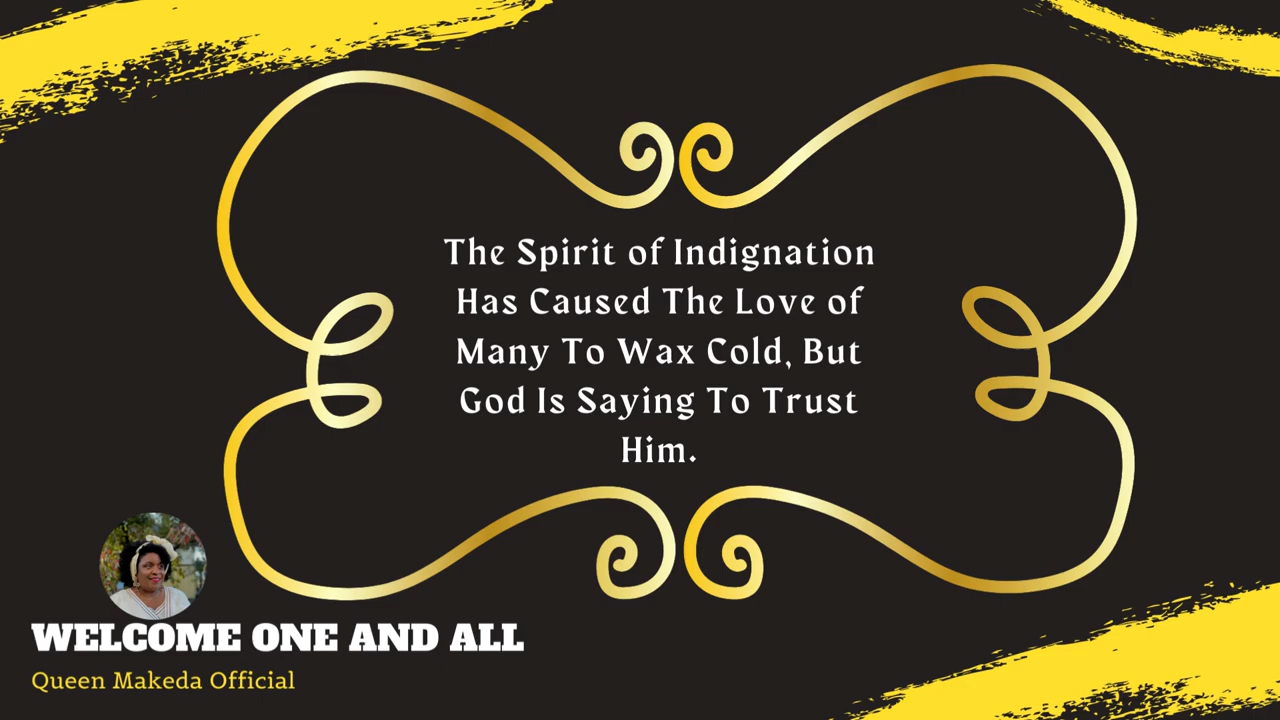 The Spirit of Indignation
Has Caused The Love of
Many To Wax Cold, But
God Is Saying To Trust
Him.
WELCOME ONE AND ALL
Queen Makeda Official